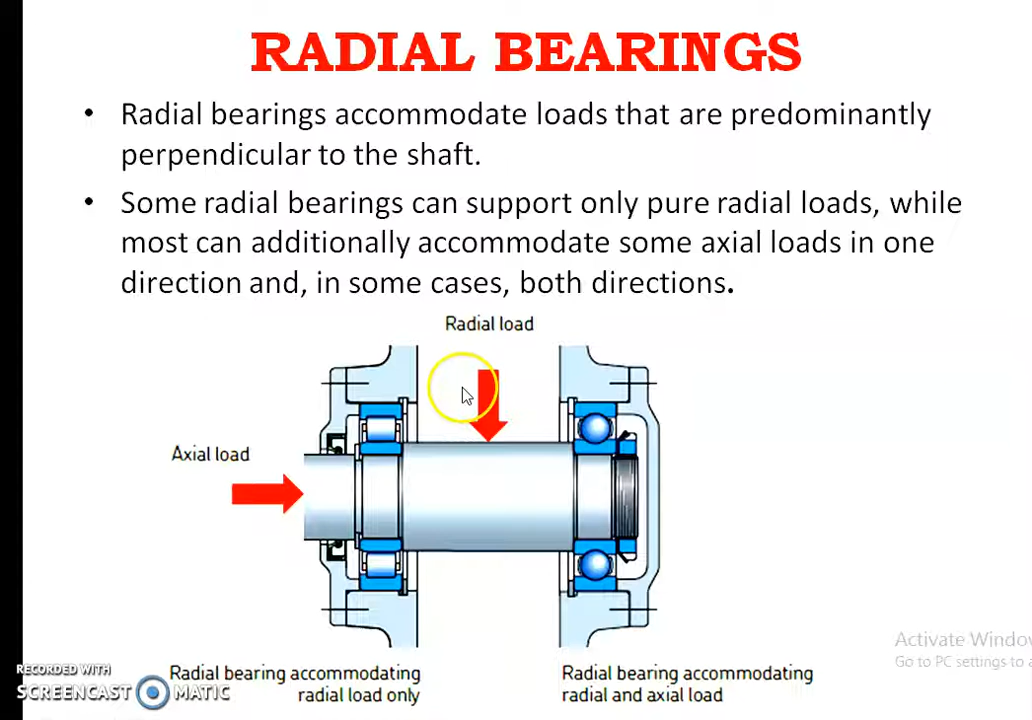 RADIAL BEARINGS
• Radial bearings accommodate loads that are predominantly
perpendicular to the shaft.
• Some radial bearings can support only pure radial loads, while
most can additionally accommodate some axial loads in one
direction and, in some cases, both directions.
Radial load
Axial load
Radial bearing accommodating
radial load only
Radial bearing accommodating
radial and axial load
Activate Windo
Go to PC settings to
RECORDED WITH
SCREENCAST MATIC